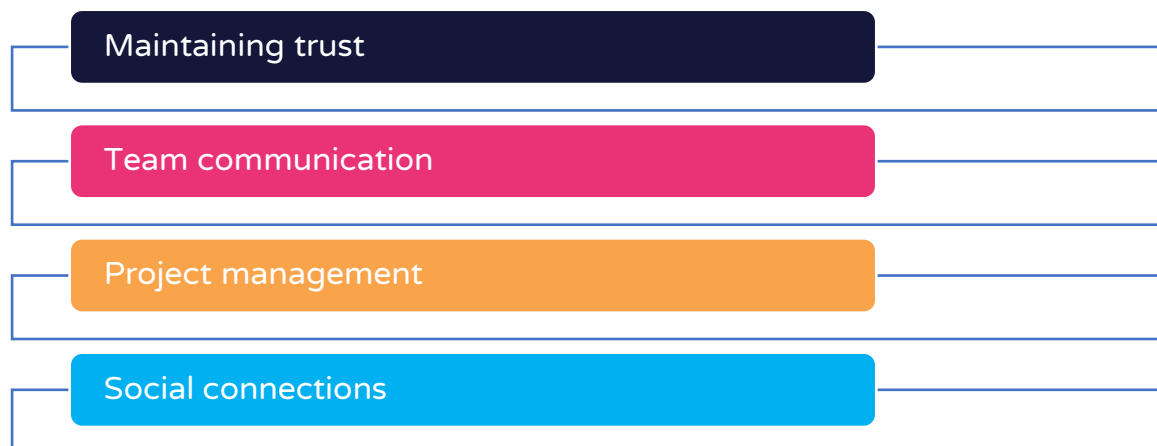 Maintaining trust
Team communication
Project management
Social connections